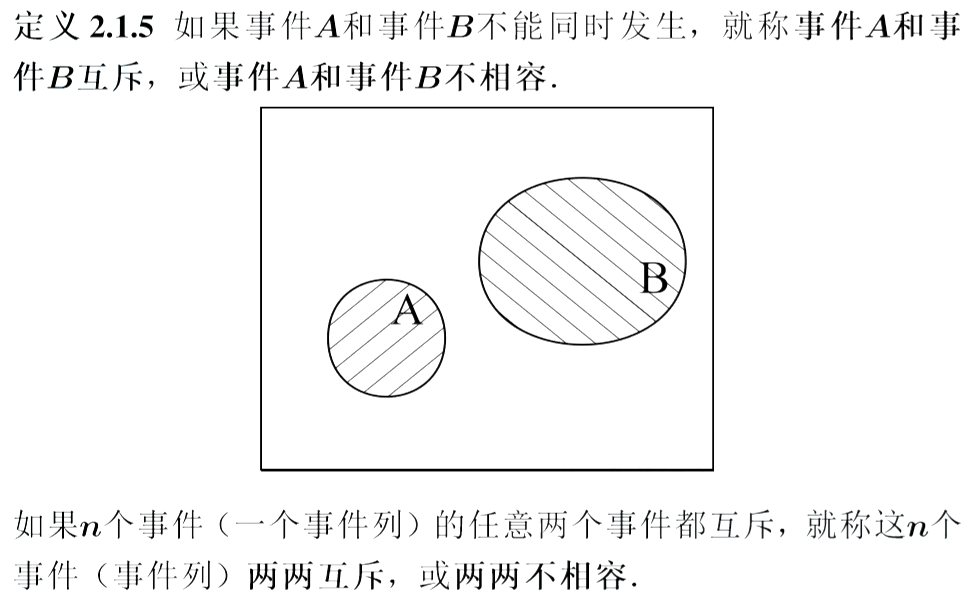 定义 2.1.5 如果事件A和事件B不能同时发生，就称事件A和事
件B互斥，或事件A和事件B不相容．
B
A
如果n个事件（一个事件列）的任意两个事件都互斥，就称这n个
事件（事件列）两两互斥，或两两不相容．